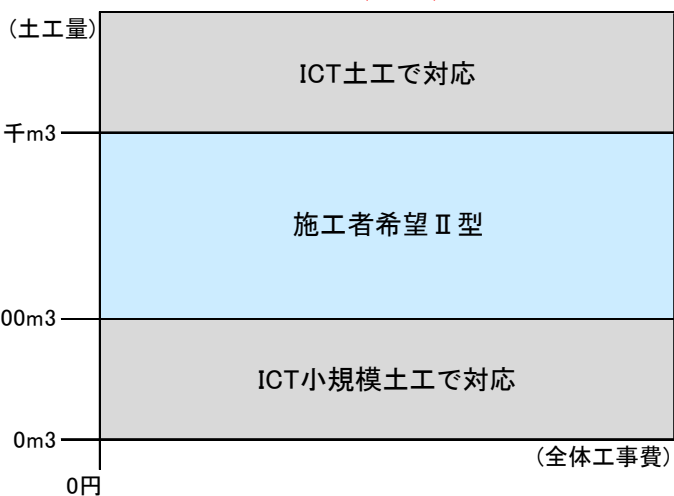 (土工量)
ICT土工で対応
千m3
施工者希望Ⅱ型
00m3
ICT小規模土工で対応
0m3
(全体工事費)
0円